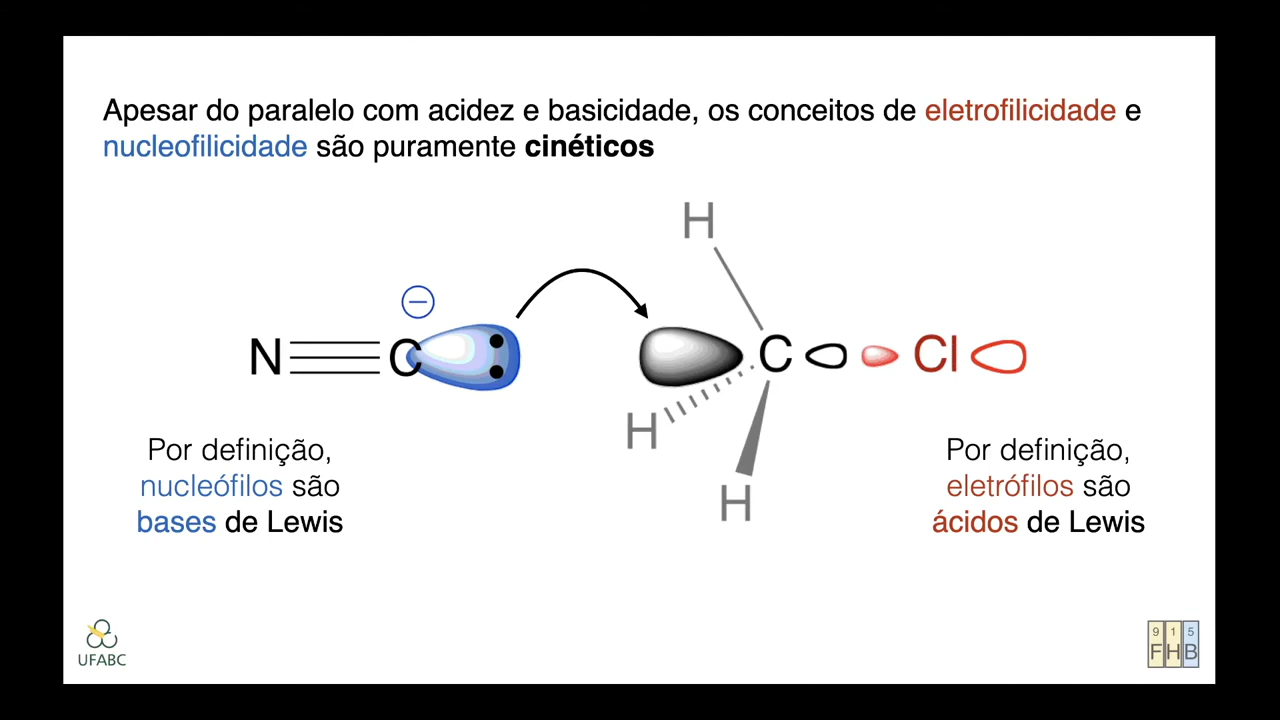 Apesar do paralelo com acidez e basicidade, os conceitos de eletrofilicidade e
nucleofilicidade são puramente cinéticos
H
N C
C Cl
H
H
Por definição,
nucleófilos são
bases de Lewis
Por definição,
eletrófilos são
ácidos de Lewis
UFABC
9 1 5
F H B